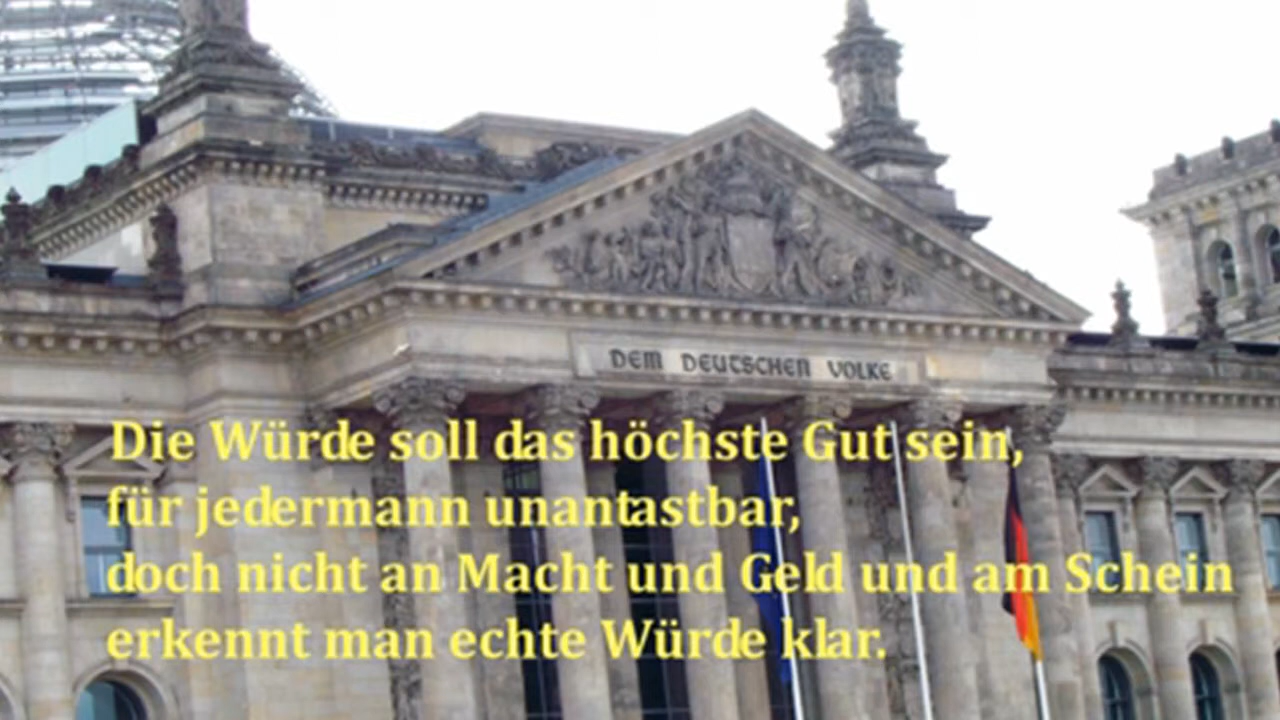 DEM DEUTSCHEN VOLKE
Die Würde soll das höchste Gut sein,
für jedermann unantastbar,
doch nicht an Macht und Geld und am Schein
erkennt man echte Würde klar.